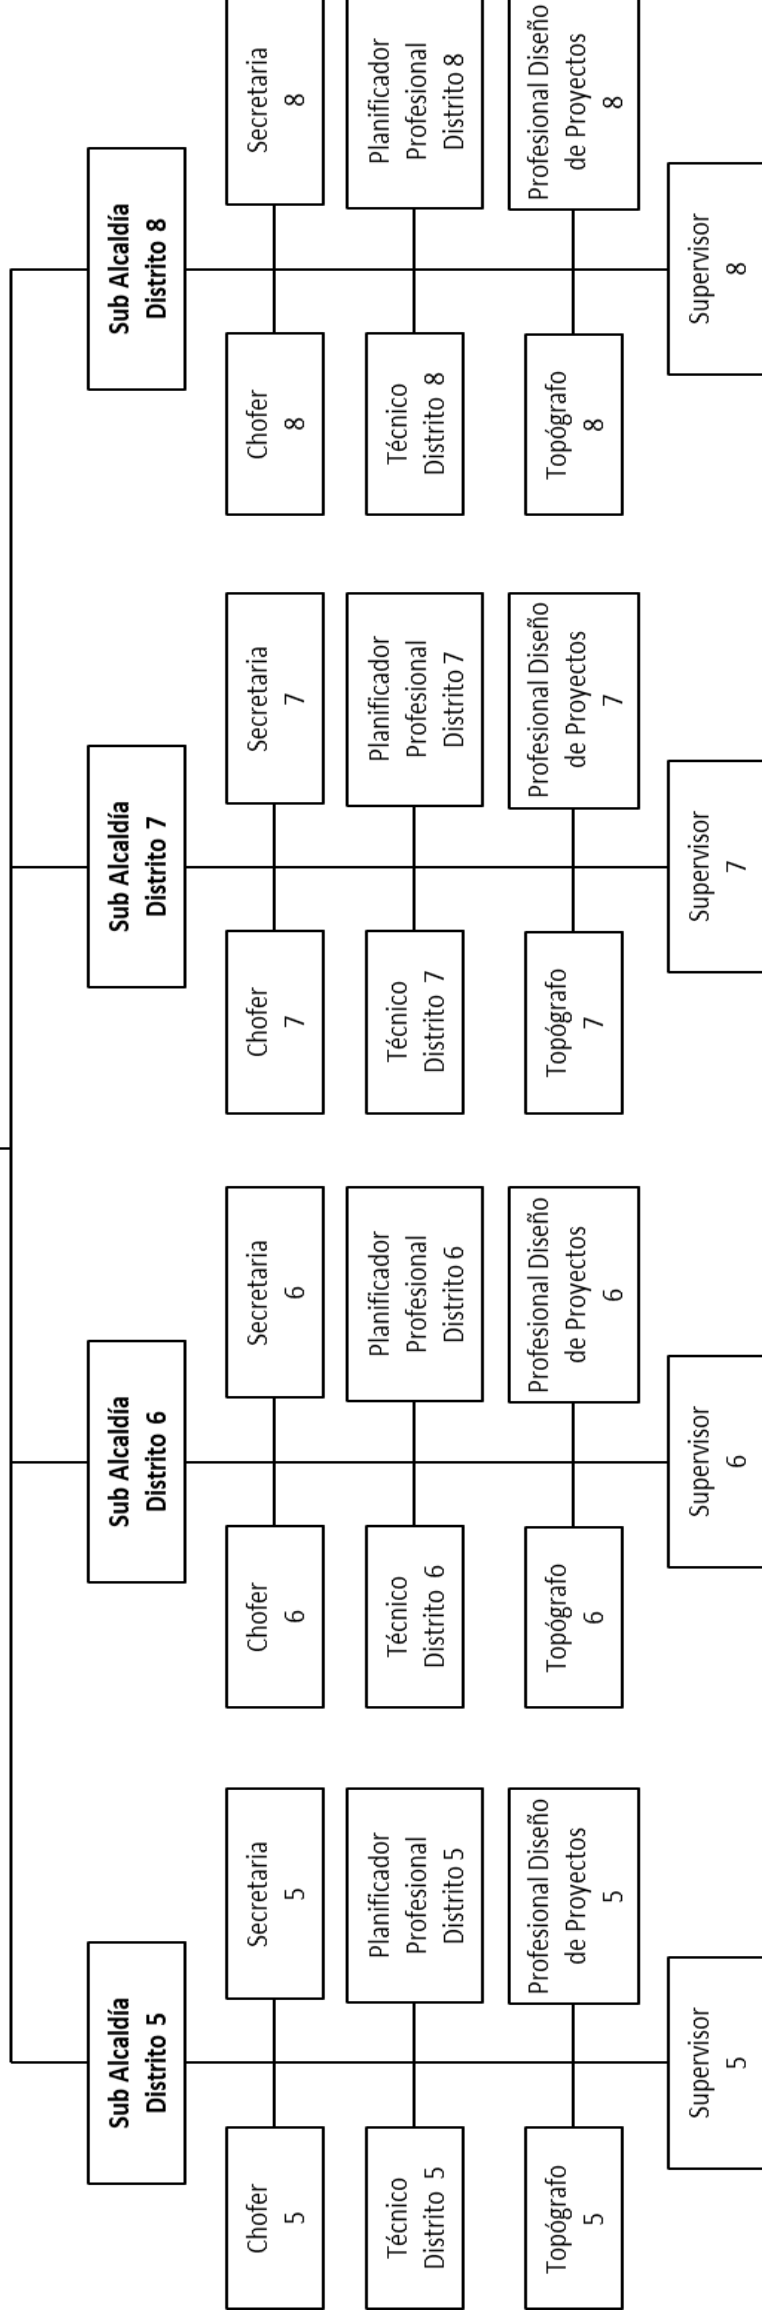 Sub Alcaldía
Distrito 5
Sub Alcaldía
Distrito 6
Sub Alcaldía
Distrito 7
Sub Alcaldía
Distrito 8
Chofer
5
Secretaria
5
Chofer
6
Secretaria
6
Chofer
7
Secretaria
7
Chofer
8
Secretaria
8
Técnico
Distrito 5
Planificador
Profesional
Distrito 5
Técnico
Distrito 6
Planificador
Profesional
Distrito 6
Técnico
Distrito 7
Planificador
Profesional
Distrito 7
Técnico
Distrito 8
Planificador
Profesional
Distrito 8
Topógrafo
5
Profesional Diseño
de Proyectos
5
Topógrafo
6
Profesional Diseño
de Proyectos
6
Topógrafo
7
Profesional Diseño
de Proyectos
7
Topógrafo
8
Profesional Diseño
de Proyectos
8
Supervisor
5
Supervisor
6
Supervisor
7
Supervisor
8